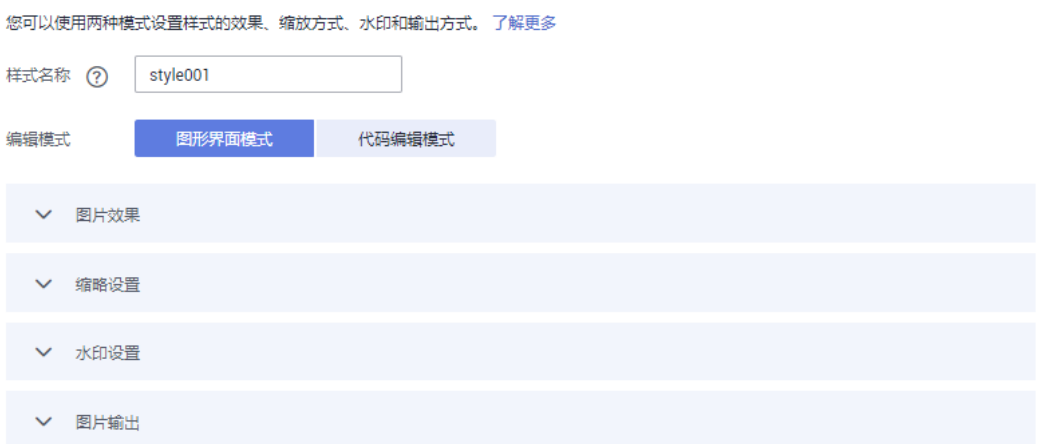 您可以使用两种模式设置样式的效果、缩放方式、水印和输出方式。 了解更多
样式名称 ? style001
编辑模式 图形界面模式 代码编辑模式
图片效果
缩略设置
水印设置
图片输出